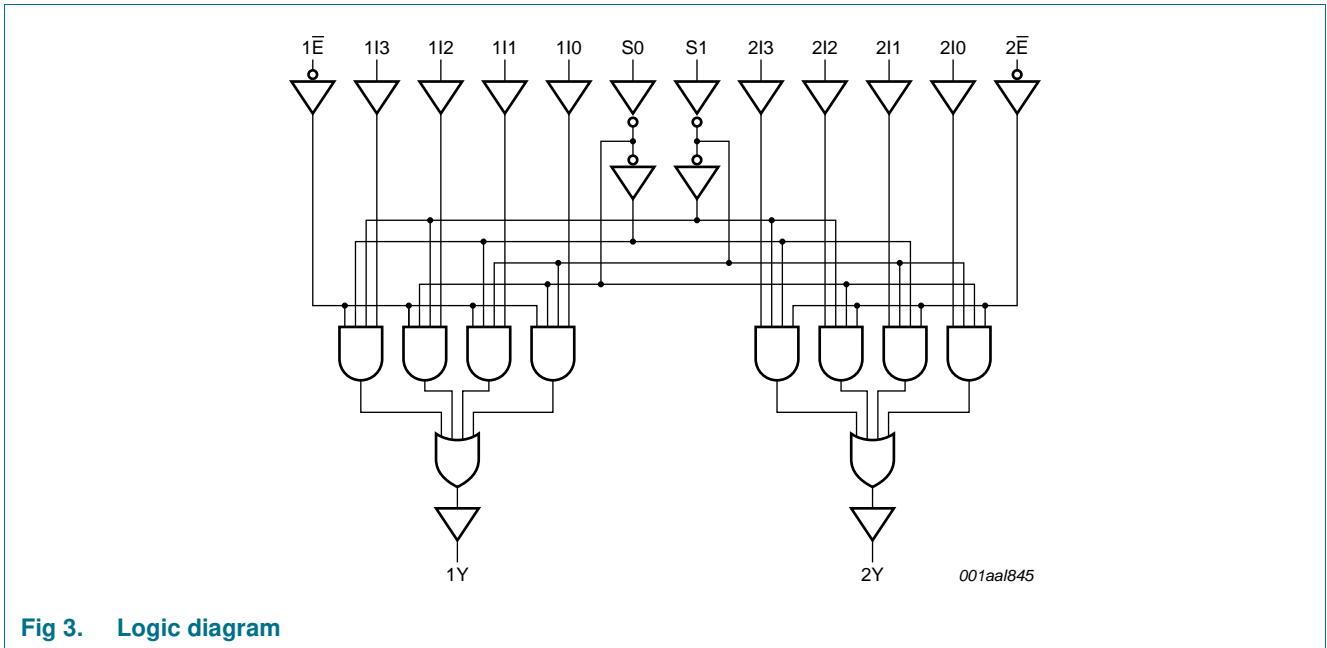 1E̅ 1I3 1I2 1I1 1I0 S0 S1 2I3 2I2 2I1 2I0 2E̅
1Y 2Y 001aal845
Fig 3. Logic diagram